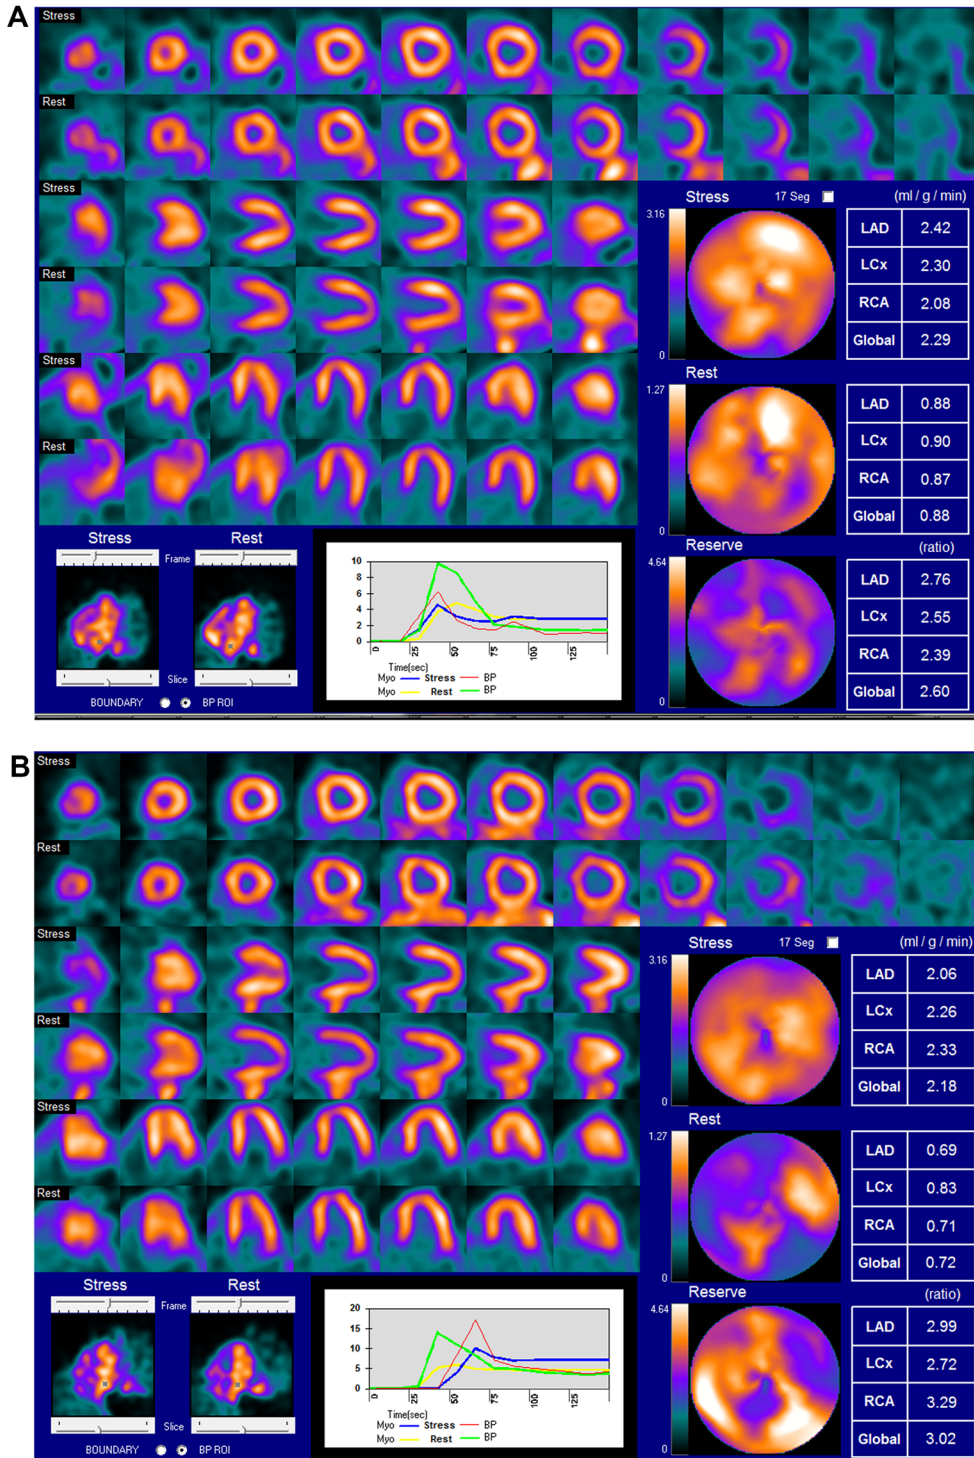 A
Stress
Rest
Stress
Rest
Stress
Rest
Stress 17 Seg (ml / g / min)
3.16
0
LAD 2.42
LCx 2.30
RCA 2.08
Global 2.29
Rest
1.27
0
LAD 0.88
LCx 0.90
RCA 0.87
Global 0.88
Reserve (ratio)
4.64
0
LAD 2.76
LCx 2.55
RCA 2.39
Global 2.60
Stress Rest
Frame
Slice
BOUNDARY BP ROI
10
8
6
4
2
0
0 25 50 75 100 125
Time(sec)
Myo Stress BP
Myo Rest BP
B
Stress
Rest
Stress
Rest
Stress
Rest
Stress 17 Seg (ml / g / min)
3.16
0
LAD 2.06
LCx 2.26
RCA 2.33
Global 2.18
Rest
1.27
0
LAD 0.69
LCx 0.83
RCA 0.71
Global 0.72
Reserve (ratio)
4.64
0
LAD 2.99
LCx 2.72
RCA 3.29
Global 3.02
Stress Rest
Frame
Slice
BOUNDARY BP ROI
20
15
10
5
0
0 25 50 75 100 125
Time(sec)
Myo Stress BP
Myo Rest BP